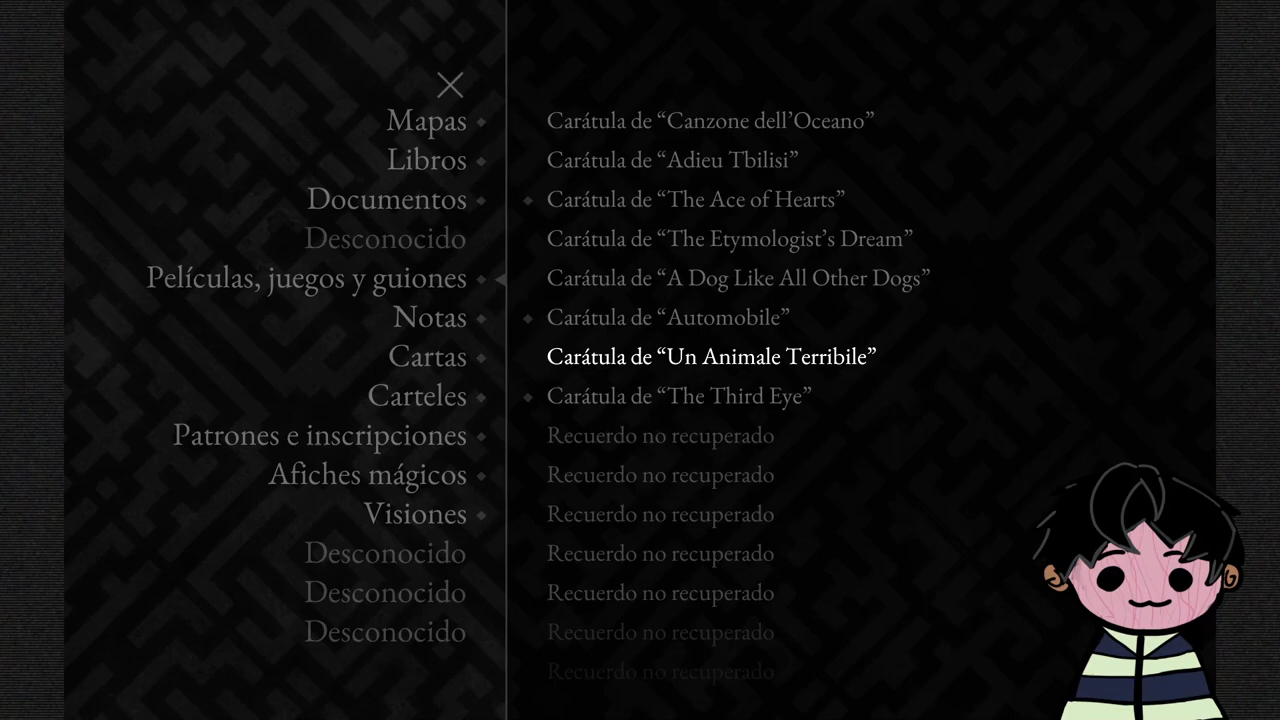 Mapas
Libros
Documentos
Desconocido
Películas, juegos y guiones
Notas
Cartas
Carteles
Patrones e inscripciones
Afiches mágicos
Visiones
Desconocido
Desconocido
Desconocido
Carátula de “Canzone dell’Oceano”
Carátula de “Adieu Tbilisi”
Carátula de “The Ace of Hearts”
Carátula de “The Etymologist’s Dream”
Carátula de “A Dog Like All Other Dogs”
Carátula de “Automobile”
Carátula de “Un Animale Terribile”
Carátula de “The Third Eye”
Recuerdo no recuperado
Recuerdo no recuperado
Recuerdo no recuperado
Recuerdo no recuperado
Recuerdo no recuperado
Recuerdo no recuperado
Recuerdo no recuperado